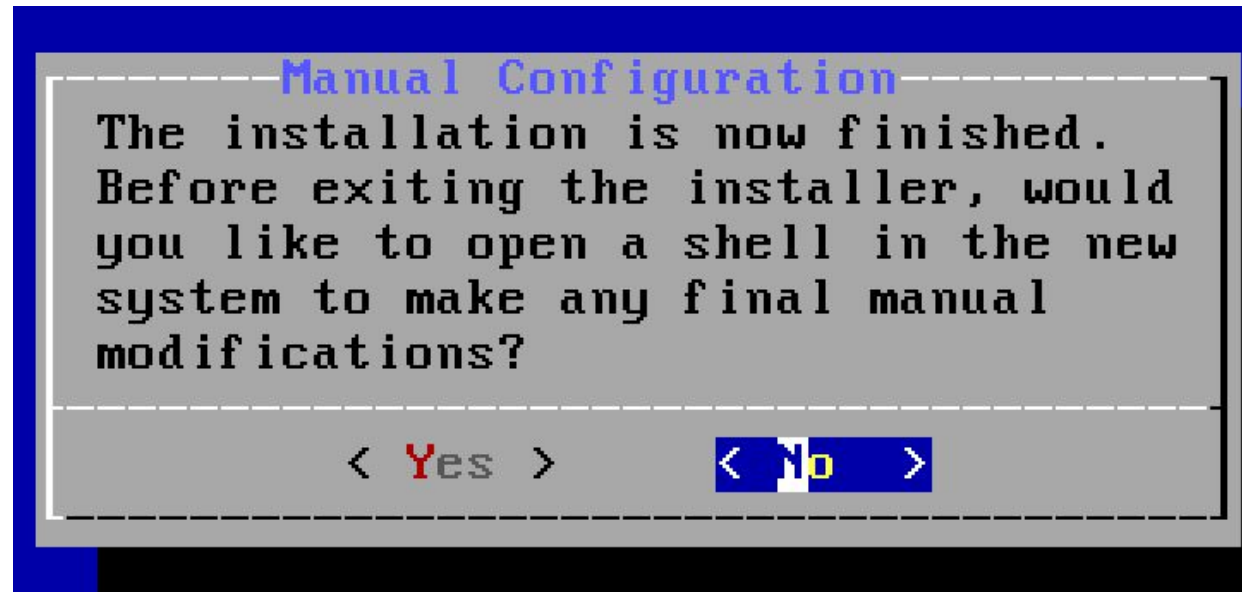 Manual Configuration
The installation is now finished.
Before exiting the installer, would
you like to open a shell in the new
system to make any final manual
modifications?
< Yes > < No >